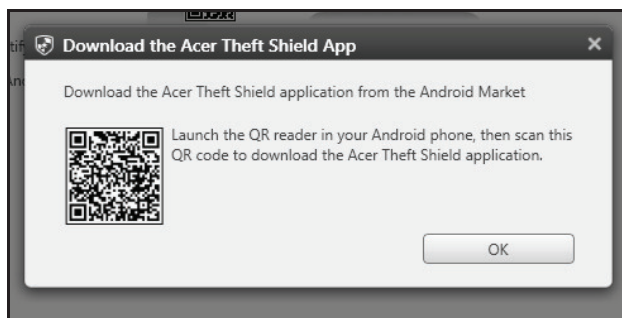 Download the Acer Theft Shield App
Download the Acer Theft Shield application from the Android Market
Launch the QR reader in your Android phone, then scan this
QR code to download the Acer Theft Shield application.
OK